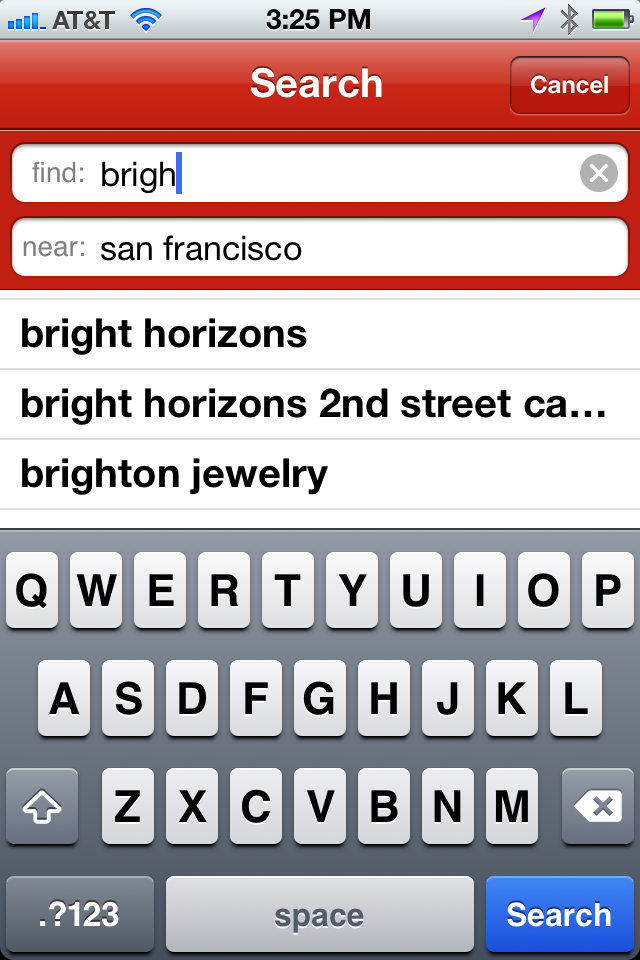 AT&T 3:25 PM
Search Cancel
find: brigh
near: san francisco
bright horizons
bright horizons 2nd street ca...
brighton jewelry
Q W E R T Y U I O P
A S D F G H J K L
Z X C V B N M
.?123 space Search